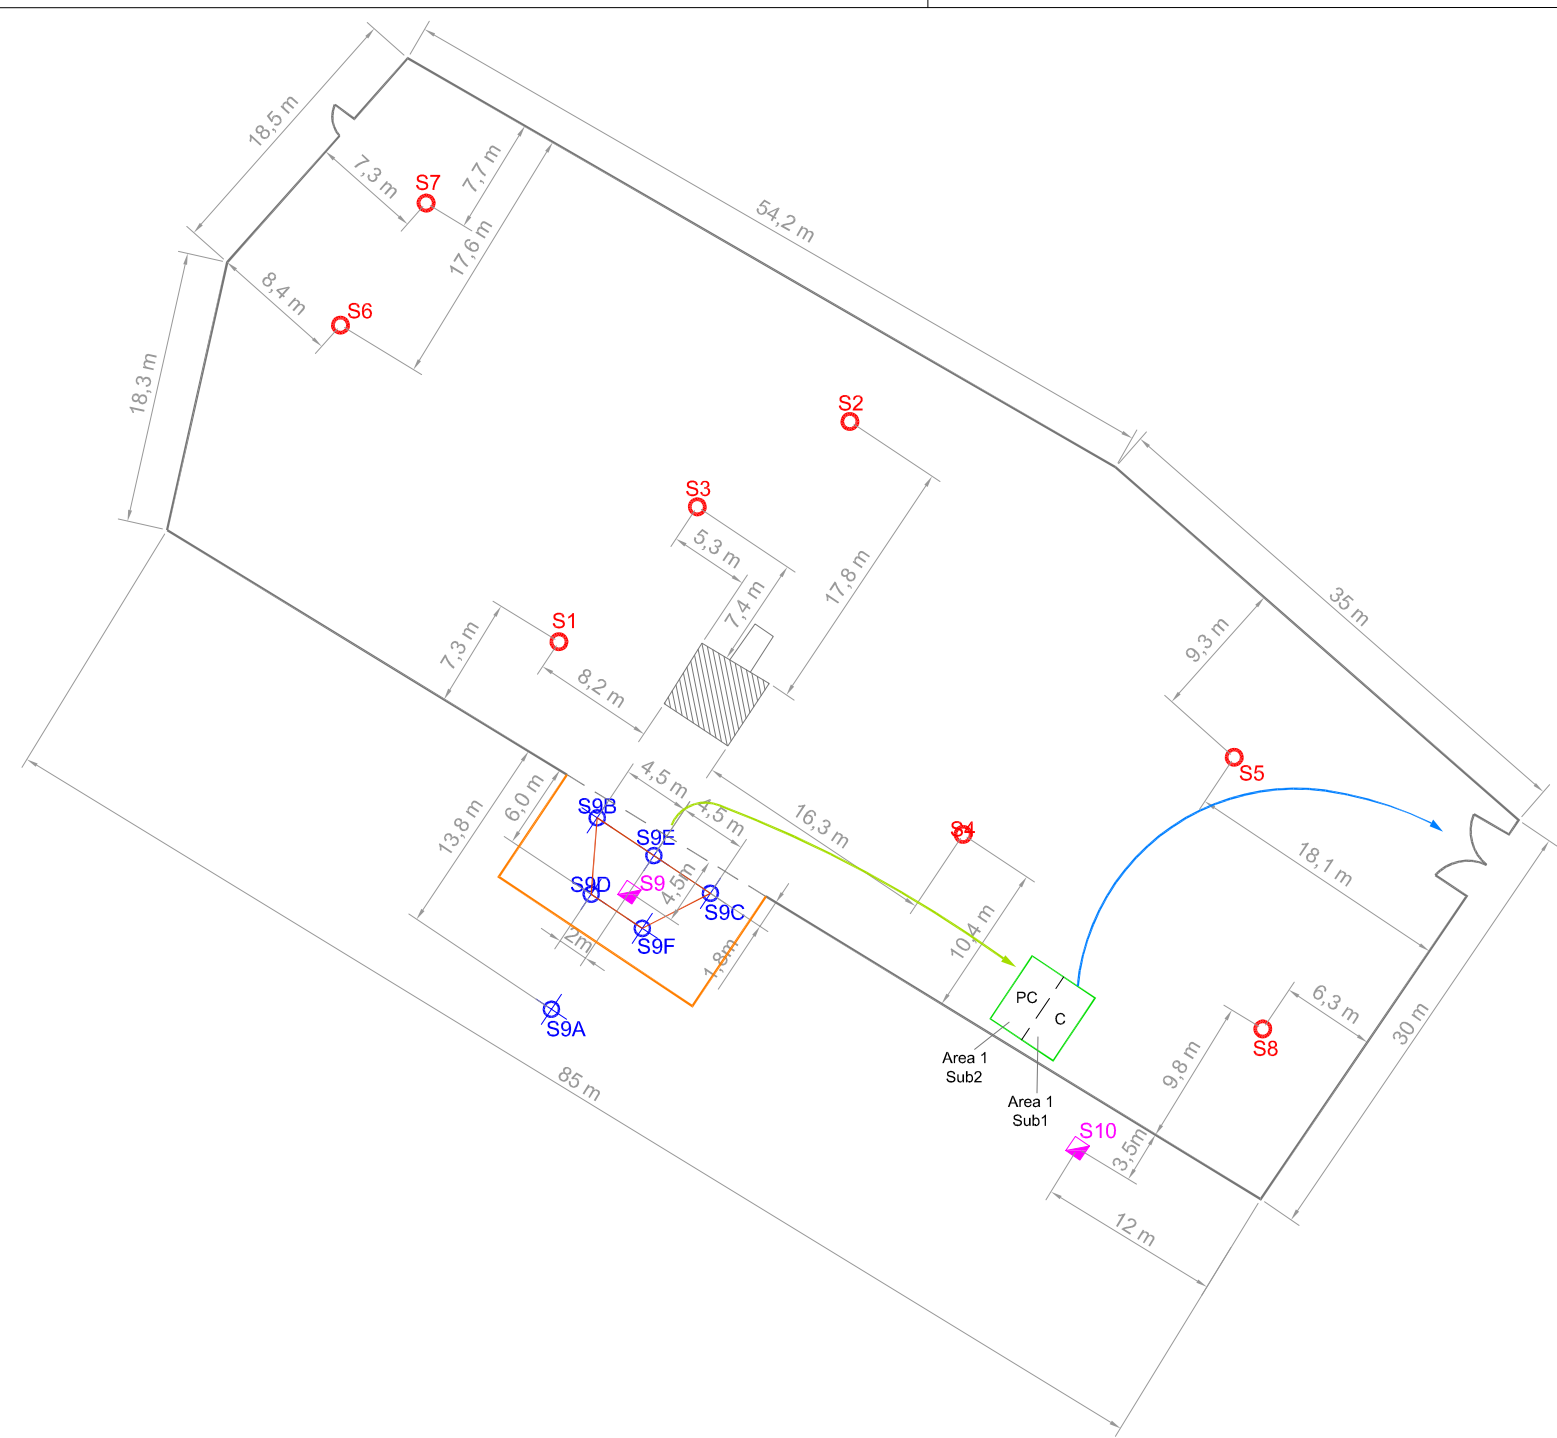 18,5 m
7,3 m
S7
7,7 m
17,6 m
54,2 m
8,4 m
S6
18,3 m
S2
S3
5,3 m
7,4 m
17,8 m
35 m
S1
7,3 m
8,2 m
9,3 m
S5
4,5 m
4,5 m
6,0 m
13,8 m
S9B
S9E
16,3 m
S4
18,1 m
S9D
S9
4,5m
S9C
S9F
2m
1,8m
10,4 m
S9A
PC
C
Area 1
Sub2
Area 1
Sub1
6,3 m
30 m
S8
9,8 m
85 m
S10
3,5m
12 m